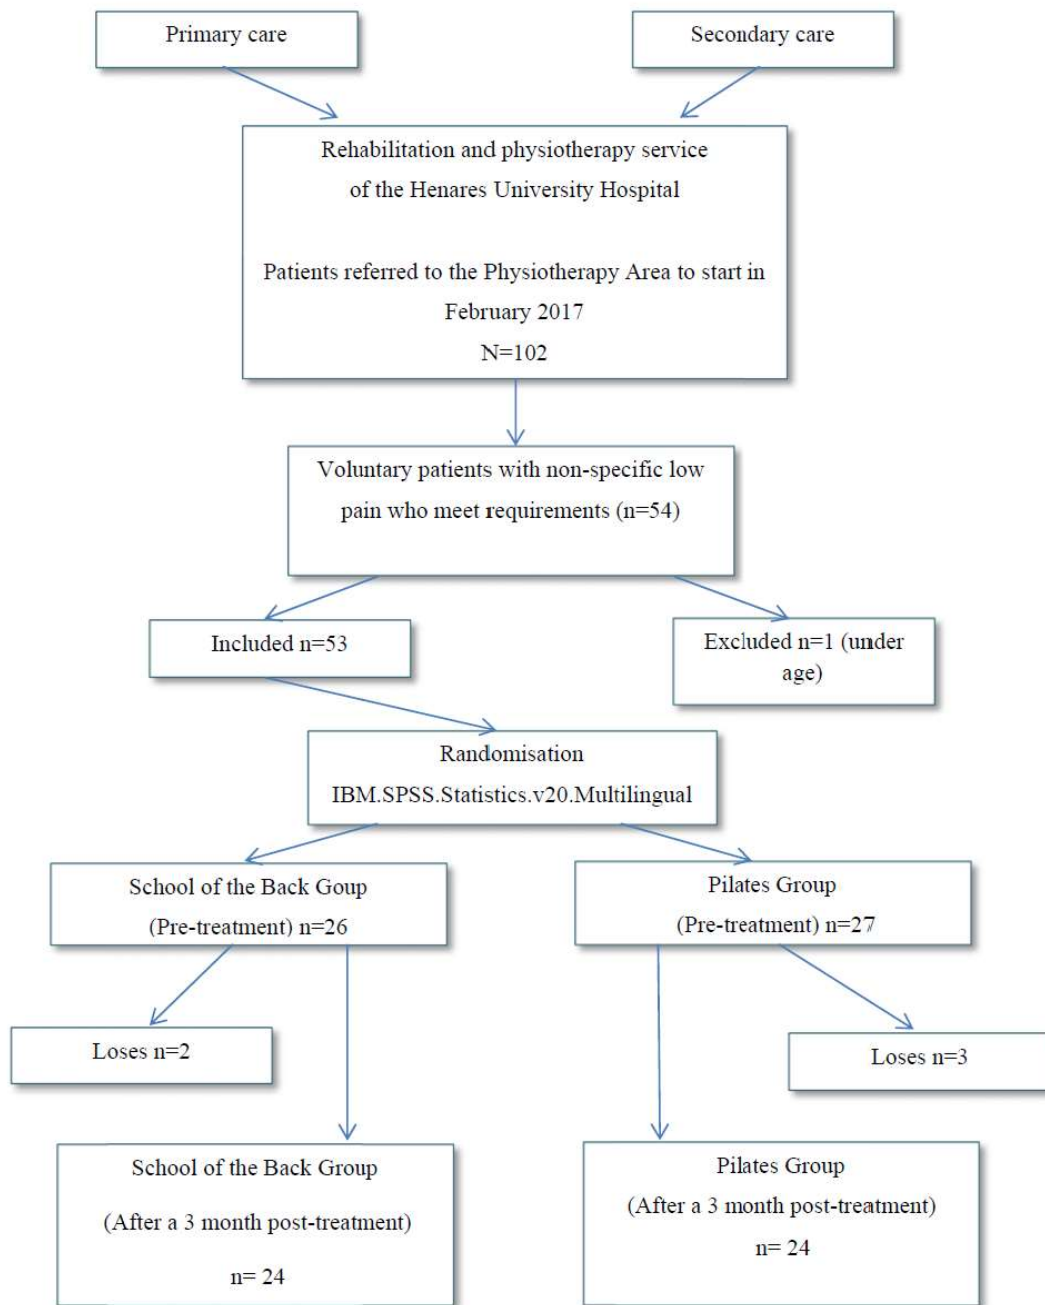 Primary care
Secondary care
Rehabilitation and physiotherapy service
of the Henares University Hospital
Patients referred to the Physiotherapy Area to start in
February 2017
N=102
Voluntary patients with non-specific low
pain who meet requirements (n=54)
Included n=53
Excluded n=1 (under
age)
Randomisation
IBM.SPSS.Statistics.v20.Multilingual
School of the Back Goup
(Pre-treatment) n=26
Pilates Group
(Pre-treatment) n=27
Loses n=2
Loses n=3
School of the Back Group
(After a 3 month post-treatment)
n= 24
Pilates Group
(After a 3 month post-treatment)
n= 24